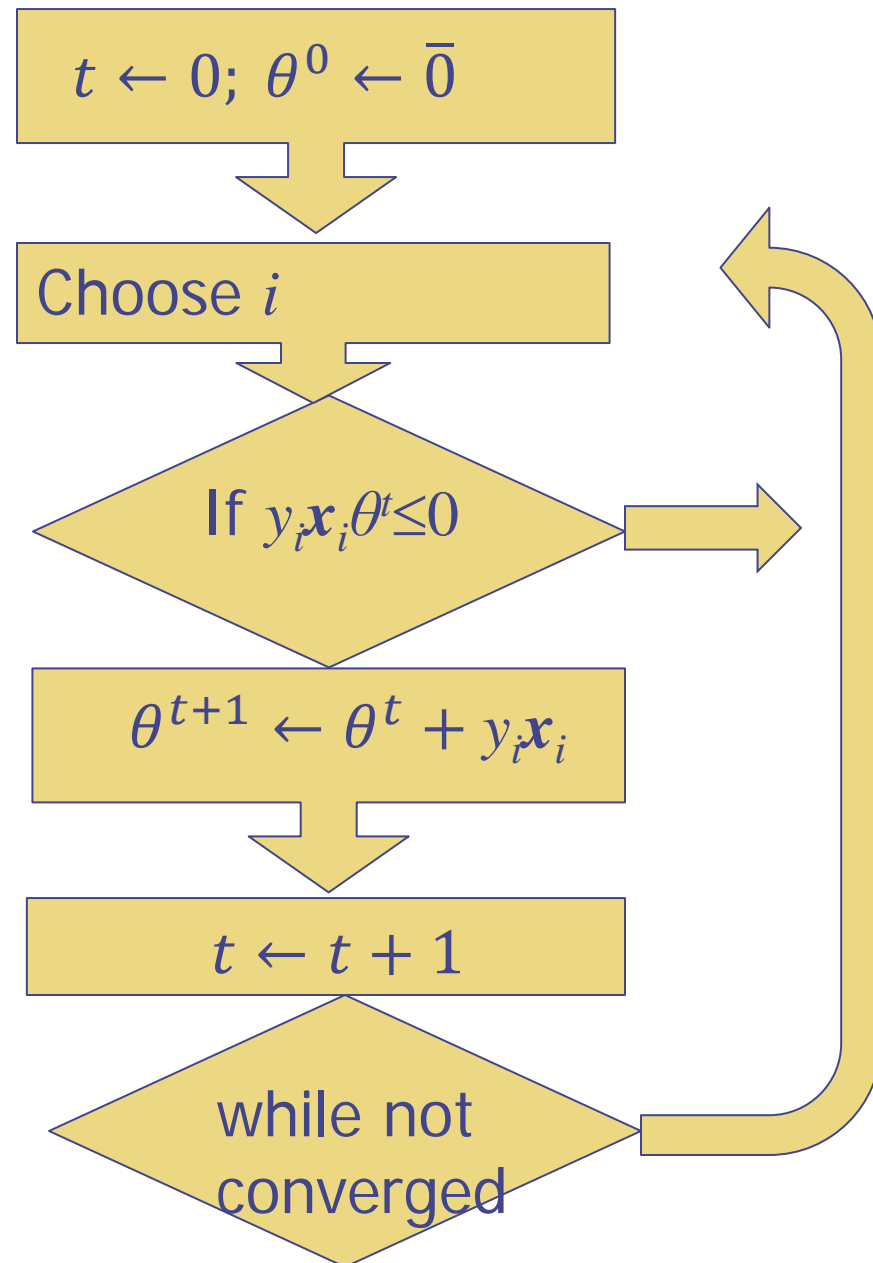 t ← 0; θ⁰ ← 0̅
Choose i
If yᵢxᵢθᵗ≤0
θᵗ⁺¹ ← θᵗ + yᵢxᵢ
t ← t + 1
while not
converged